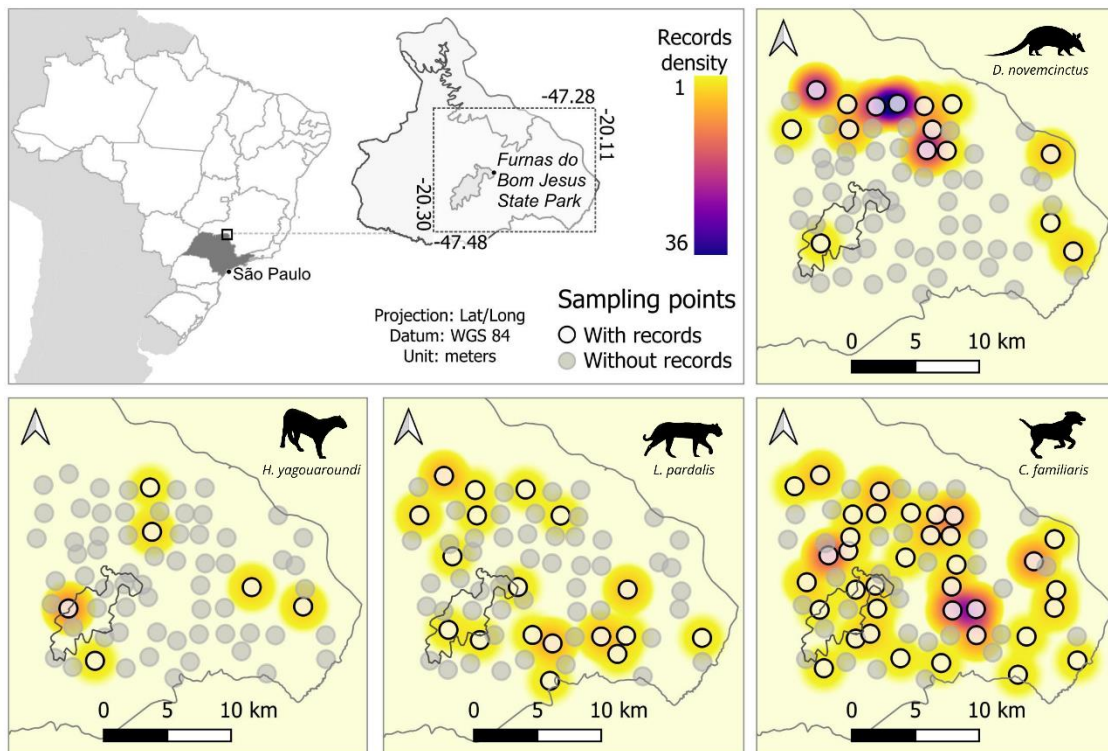 Records
density
1
36
-47.28
-20.11
Furnas do
Bom Jesus
State Park
-20.30
-47.48
São Paulo
Projection: Lat/Long
Datum: WGS 84
Unit: meters
Sampling points
With records
Without records
D. novemcinctus
0 5 10 km
H. yagouaroundi
0 5 10 km
L. pardalis
0 5 10 km
C. familiaris
0 5 10 km